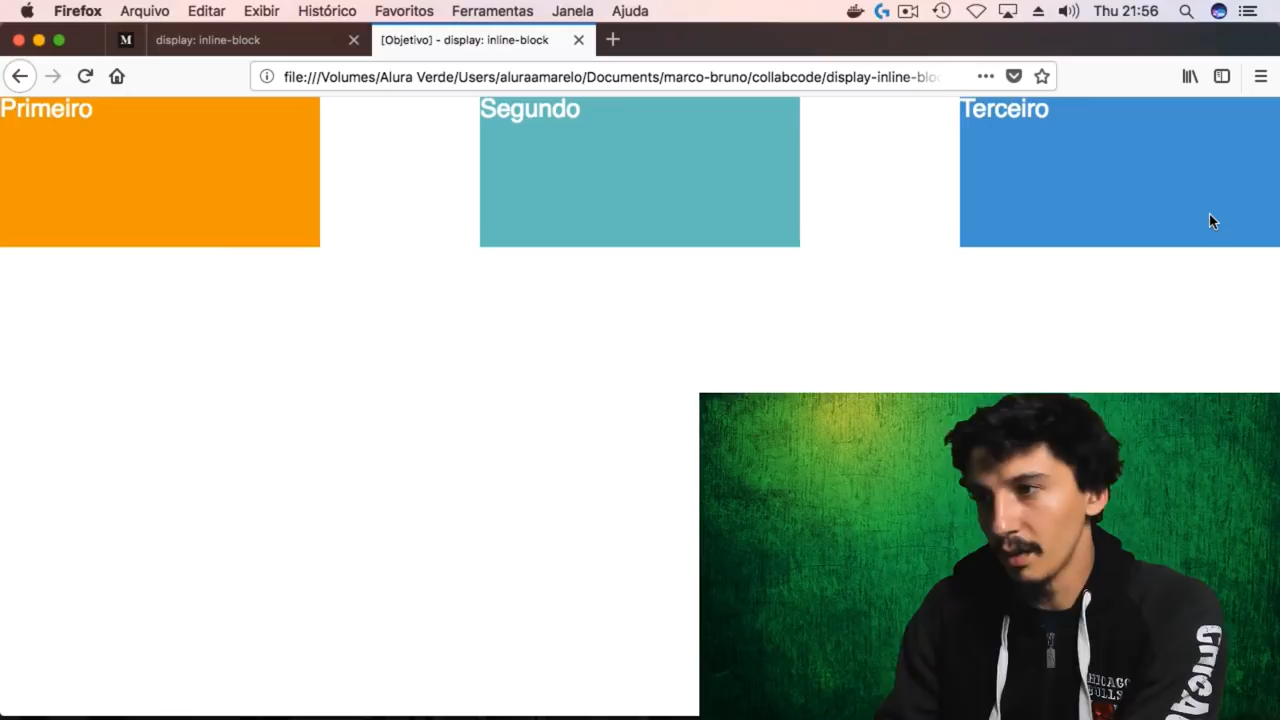 Firefox Arquivo Editar Exibir Histórico Favoritos Ferramentas Janela Ajuda Thu 21:56
M display: inline-block [Objetivo] - display: inline-block
file:///Volumes/Alura Verde/Users/aluraamarelo/Documents/marco-bruno/collabcode/display-inline-bloc
Primeiro Segundo Terceiro
CHICAGO
BULLS